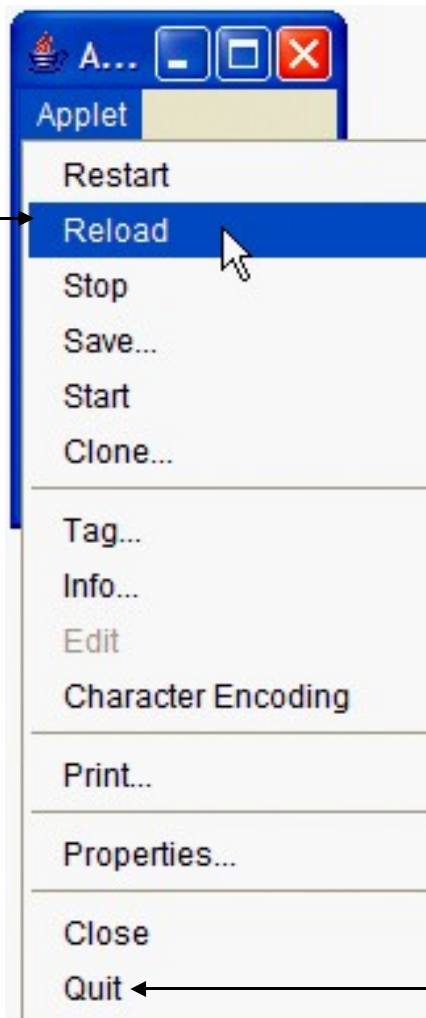 A...
Applet
Restart
Reload
Stop
Save...
Start
Clone...
Tag...
Info...
Edit
Character Encoding
Print...
Properties...
Close
Quit